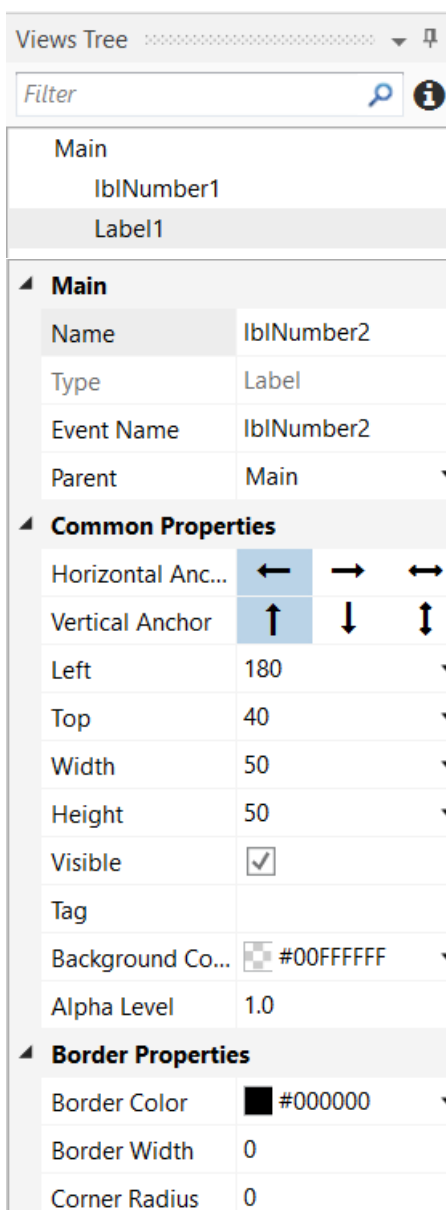 Views Tree
Filter
Main
lblNumber1
Label1
Main
Name lblNumber2
Type Label
Event Name lblNumber2
Parent Main
Common Properties
Horizontal Anc...
Vertical Anchor
Left 180
Top 40
Width 50
Height 50
Visible
Tag
Background Co... #00FFFFFF
Alpha Level 1.0
Border Properties
Border Color #000000
Border Width 0
Corner Radius 0